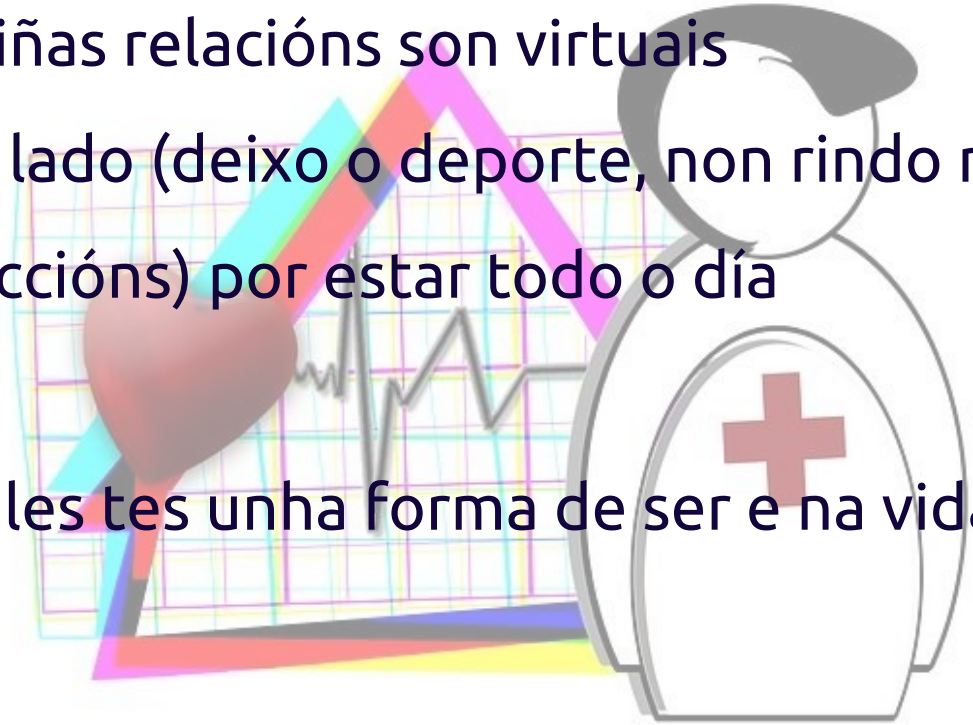 iñas relacións son virtuais
lado (deixo o deporte, non rindo
ccións) por estar todo o día
les tes unha forma de ser e na